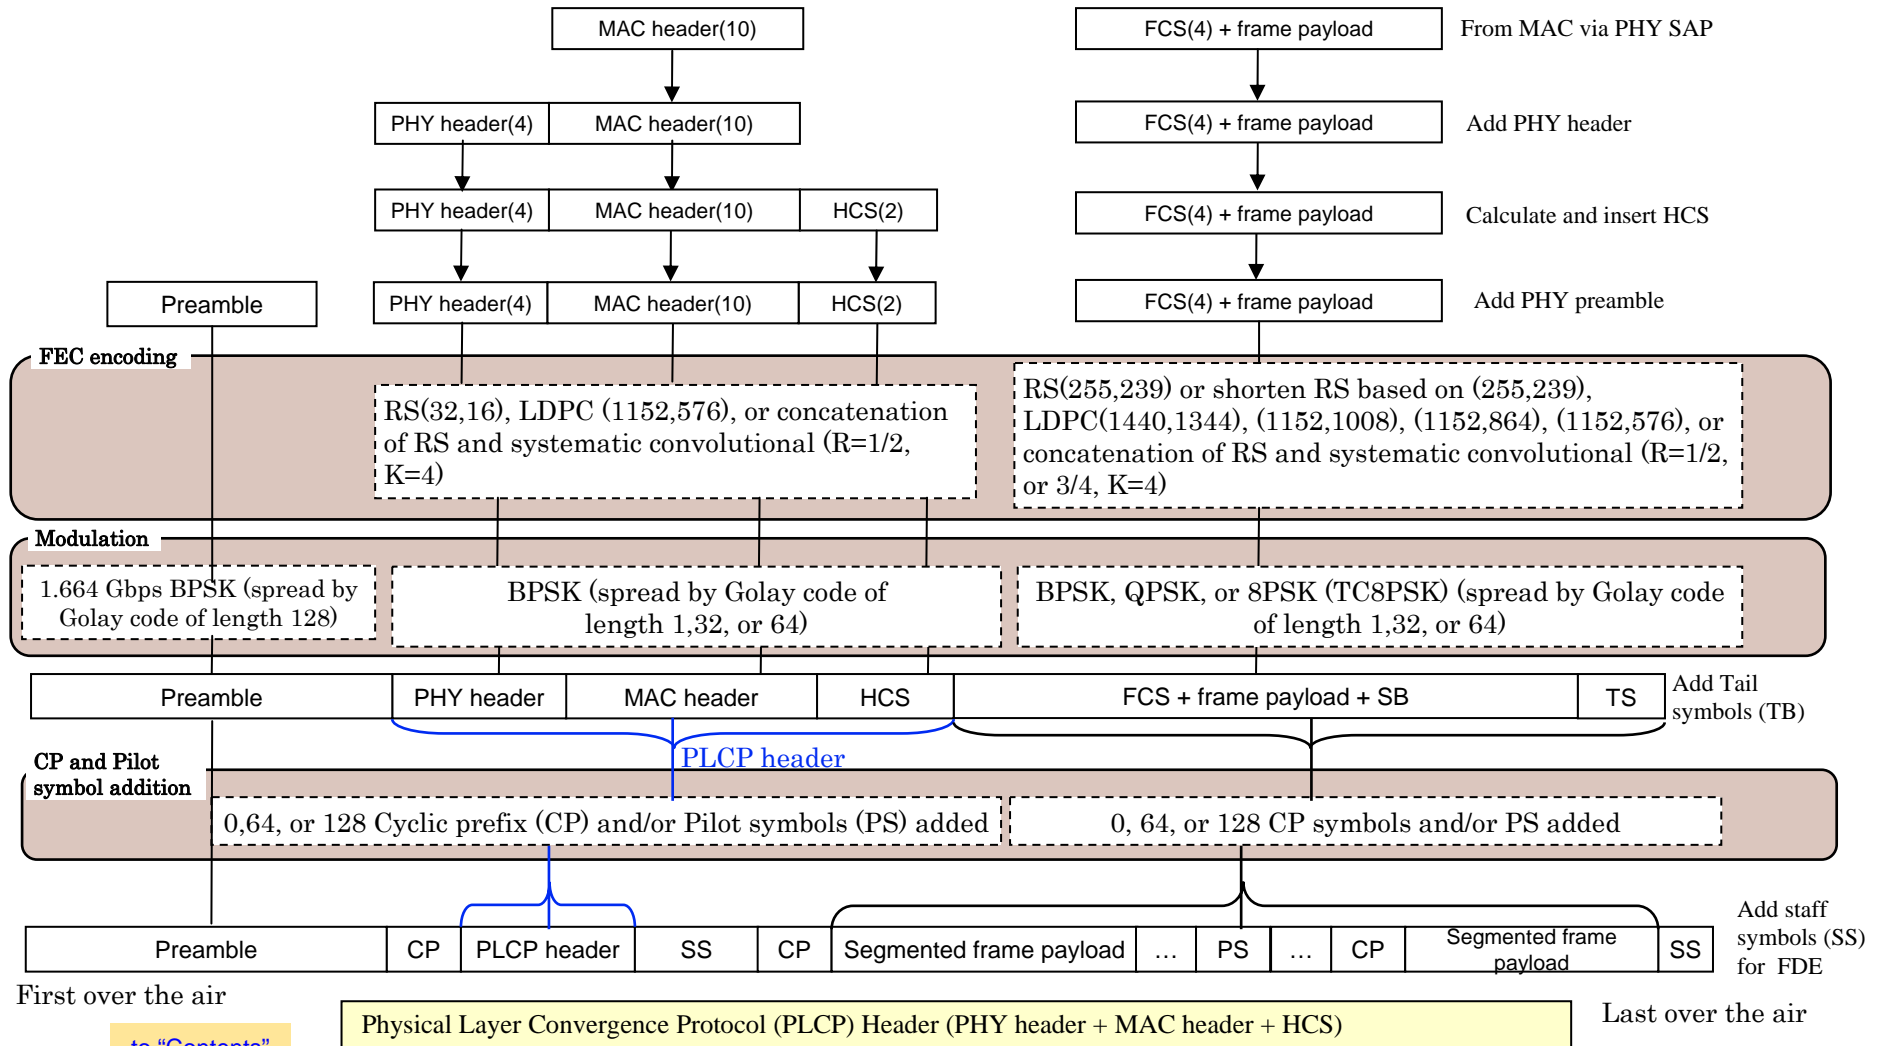 MAC header(10)
FCS(4) + frame payload
From MAC via PHY SAP
PHY header(4)
MAC header(10)
FCS(4) + frame payload
Add PHY header
PHY header(4)
MAC header(10)
HCS(2)
FCS(4) + frame payload
Calculate and insert HCS
Preamble
PHY header(4)
MAC header(10)
HCS(2)
FCS(4) + frame payload
Add PHY preamble
FEC encoding
RS(32,16), LDPC (1152,576), or concatenation
of RS and systematic convolutional (R=1/2,
K=4)
RS(255,239) or shorten RS based on (255,239),
LDPC(1440,1344), (1152,1008), (1152,864), (1152,576), or
concatenation of RS and systematic convolutional (R=1/2,
or 3/4, K=4)
Modulation
1.664 Gbps BPSK (spread by
Golay code of length 128)
BPSK (spread by Golay code of
length 1,32, or 64)
BPSK, QPSK, or 8PSK (TC8PSK) (spread by Golay code
of length 1,32, or 64)
Preamble
PHY header
MAC header
HCS
FCS + frame payload + SB
TS
Add Tail
symbols (TB)
PLCP header
CP and Pilot
symbol addition
0,64, or 128 Cyclic prefix (CP) and/or Pilot symbols (PS) added
0, 64, or 128 CP symbols and/or PS added
Preamble
CP
PLCP header
SS
CP
Segmented frame payload
...
PS
...
CP
Segmented frame
payload
SS
Add staff
symbols (SS)
for FDE
First over the air
Last over the air
to "Contents"
Physical Layer Convergence Protocol (PLCP) Header (PHY header + MAC header + HCS)